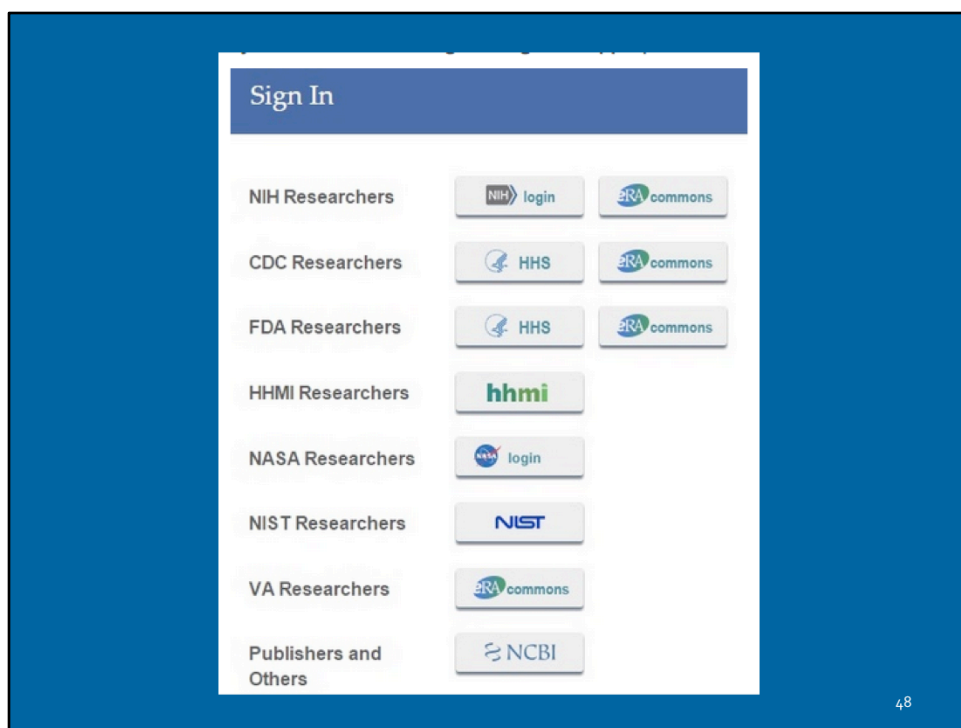 Sign In
NIH Researchers NIH login eRA commons
CDC Researchers HHS eRA commons
FDA Researchers HHS eRA commons
HHMI Researchers hhmi
NASA Researchers NASA login
NIST Researchers NIST
VA Researchers eRA commons
Publishers and NCBI
Others
48